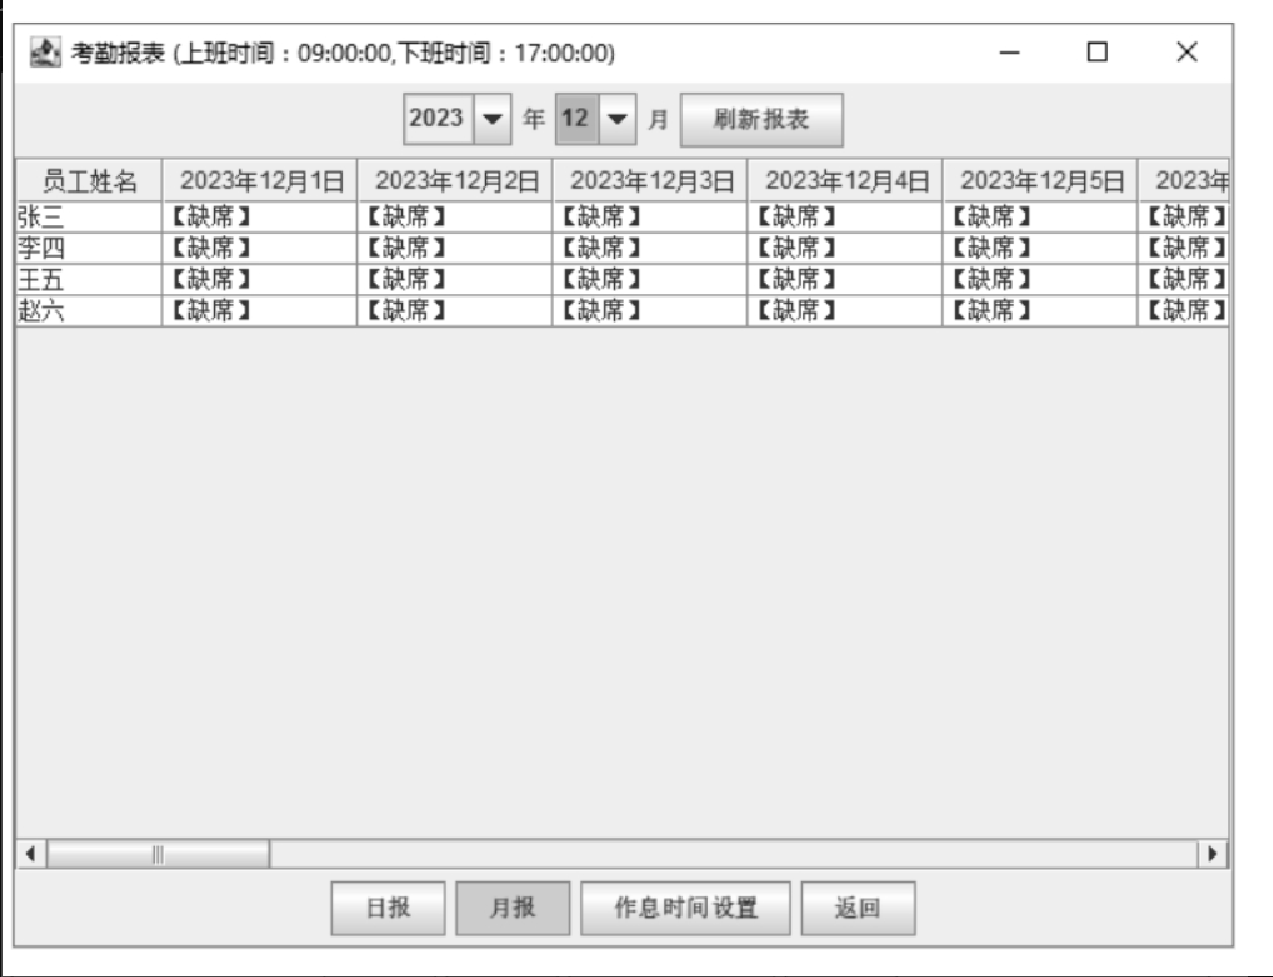 考勤报表 (上班时间：09:00:00,下班时间：17:00:00)
2023 年 12 月 刷新报表
员工姓名 2023年12月1日 2023年12月2日 2023年12月3日 2023年12月4日 2023年12月5日 2023年
张三 【缺席】 【缺席】 【缺席】 【缺席】 【缺席】 【缺席】
李四 【缺席】 【缺席】 【缺席】 【缺席】 【缺席】 【缺席】
王五 【缺席】 【缺席】 【缺席】 【缺席】 【缺席】 【缺席】
赵六 【缺席】 【缺席】 【缺席】 【缺席】 【缺席】 【缺席】
日报 月报 作息时间设置 返回